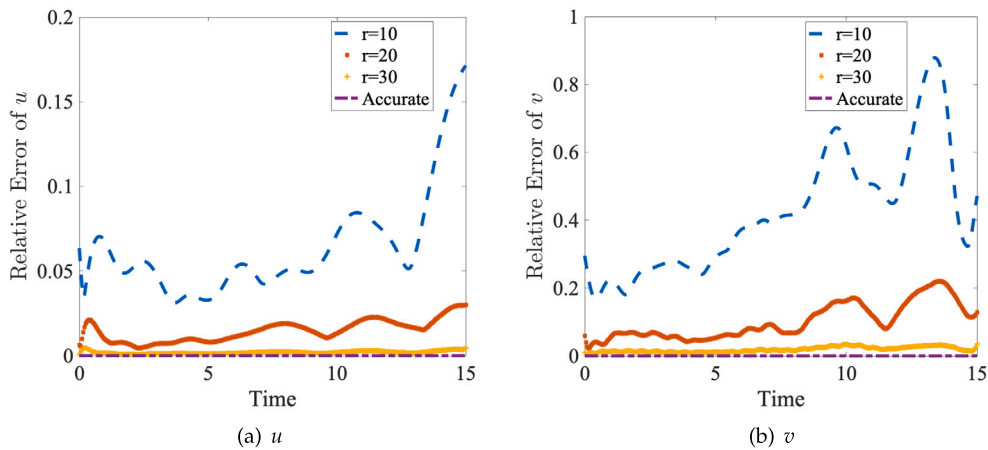 0.2
0.15
0.1
0.05
0
0
5
10
15
Relative Error of u
Time
r=10
r=20
r=30
Accurate
(a) u
1
0.8
0.6
0.4
0.2
0
0
5
10
15
Relative Error of v
Time
r=10
r=20
r=30
Accurate
(b) v